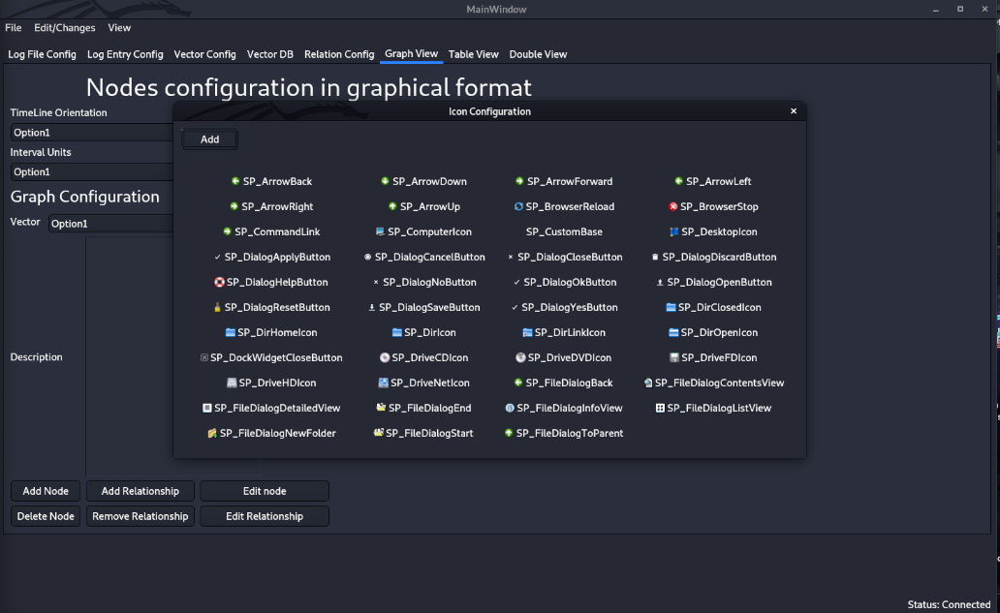 MainWindow
File Edit/Changes View
Log File Config Log Entry Config Vector Config Vector DB Relation Config Graph View Table View Double View
Nodes configuration in graphical format
TimeLine Orientation
Option1
Interval Units
Option1
Graph Configuration
Vector Option1
Description
Icon Configuration
Add
SP_ArrowBack SP_ArrowDown SP_ArrowForward SP_ArrowLeft
SP_ArrowRight SP_ArrowUp SP_BrowserReload SP_BrowserStop
SP_CommandLink SP_ComputerIcon SP_CustomBase SP_DesktopIcon
SP_DialogApplyButton SP_DialogCancelButton SP_DialogCloseButton SP_DialogDiscardButton
SP_DialogHelpButton SP_DialogNoButton SP_DialogOkButton SP_DialogOpenButton
SP_DialogResetButton SP_DialogSaveButton SP_DialogYesButton SP_DirClosedIcon
SP_DirHomeIcon SP_DirIcon SP_DirLinkIcon SP_DirOpenIcon
SP_DockWidgetCloseButton SP_DriveCDIcon SP_DriveDVDIcon SP_DriveFDIcon
SP_DriveHDIcon SP_DriveNetIcon SP_FileDialogBack SP_FileDialogContentsView
SP_FileDialogDetailedView SP_FileDialogEnd SP_FileDialogInfoView SP_FileDialogListView
SP_FileDialogNewFolder SP_FileDialogStart SP_FileDialogToParent
Add Node Add Relationship Edit node
Delete Node Remove Relationship Edit Relationship
Status: Connected